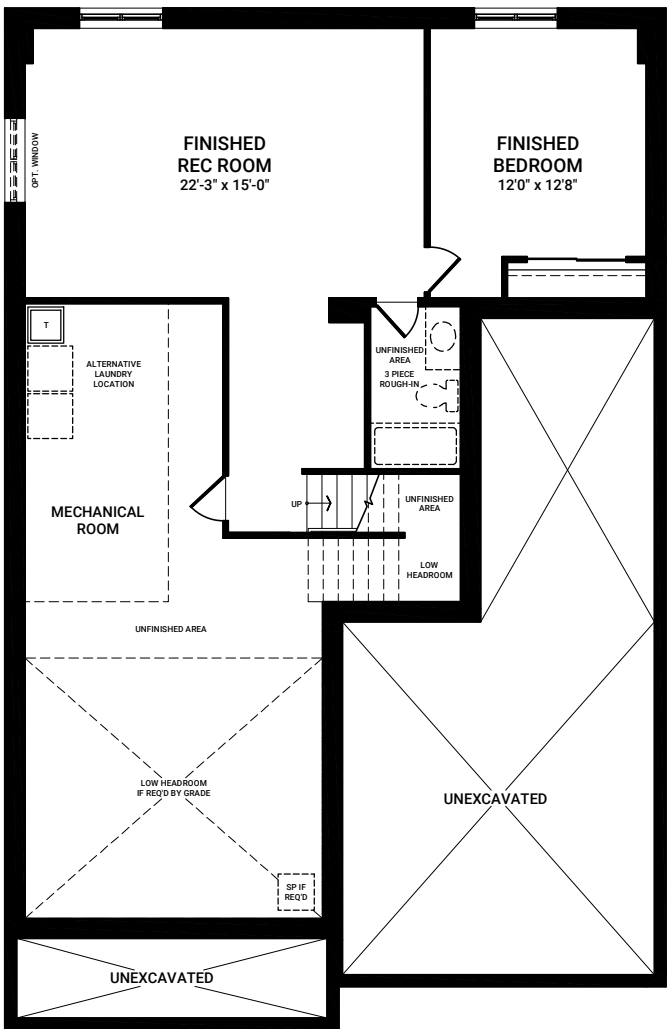 FINISHED
REC ROOM
22'-3" x 15'-0"
FINISHED
BEDROOM
12'0" x 12'8"
OPT. WINDOW
T
ALTERNATIVE
LAUNDRY
LOCATION
UNFINISHED
AREA
3 PIECE
ROUGH-IN
MECHANICAL
ROOM
UP
UNFINISHED
AREA
LOW
HEADROOM
UNFINISHED AREA
LOW HEADROOM
IF REQ'D BY GRADE
UNEXCAVATED
SP IF
REQ'D
UNEXCAVATED